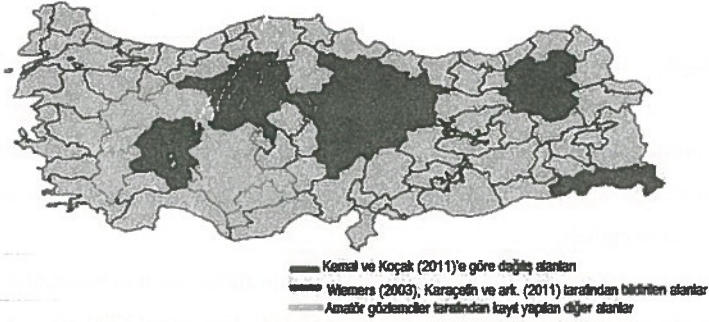 Kemal ve Koçak (2011)'e göre dağılış alanları
Wiemers (2003), Karaçetin ve ark. (2011) tarafından bildirilen alanlar
Amatör gözlemciler tarafından kayıt yapılan diğer alanlar